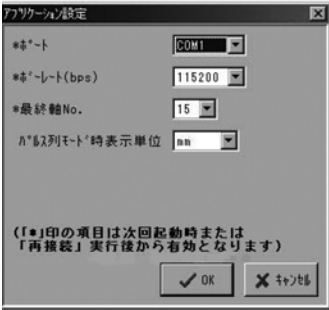 ｱﾌﾟﾘｹｰｼｮﾝ設定
*ﾎﾟｰﾄ COM1
*ﾎﾞｰﾚｰﾄ(bps) 115200
*最終軸No. 15
ﾊﾟﾙｽ列ﾓｰﾄﾞ時表示単位 mm
(｢*｣印の項目は次回起動時または
｢再接続｣実行後から有効となります)
OK ｷｬﾝｾﾙ